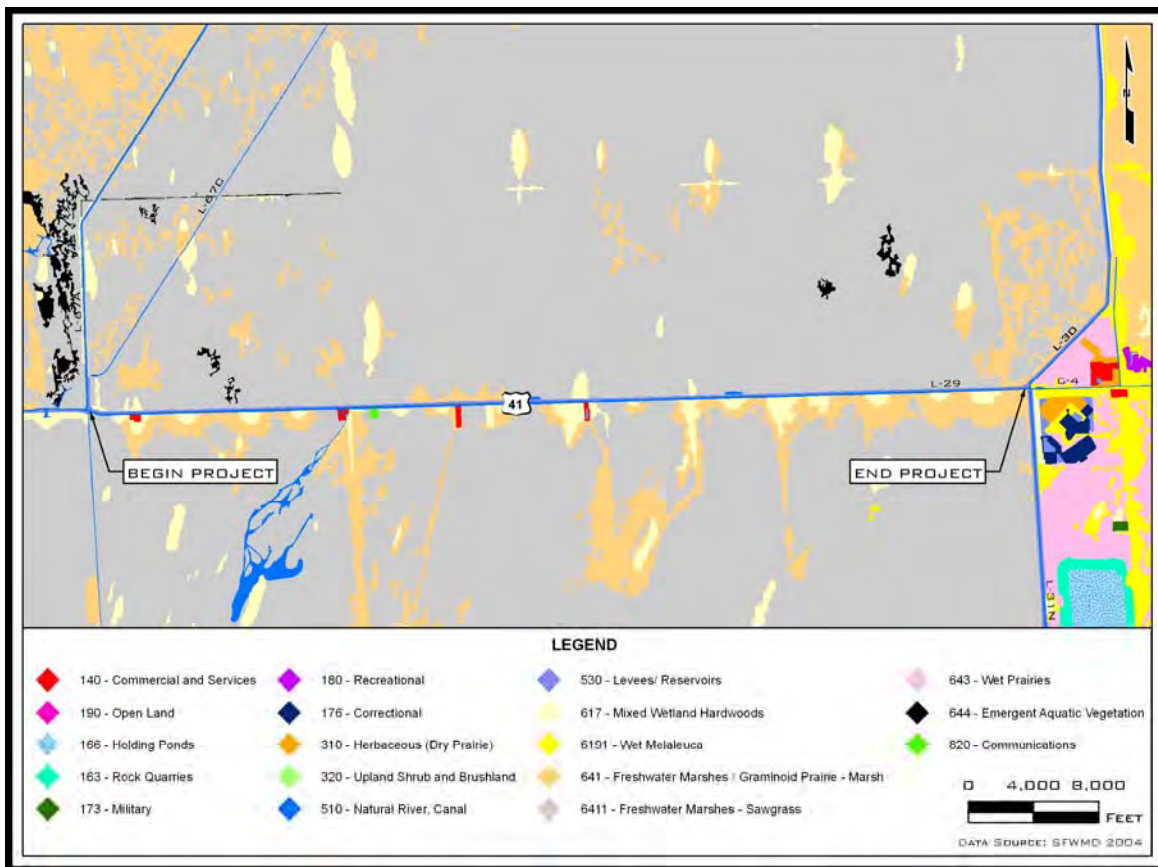 N
L-67C
L-67A
L-30
L-29
C-4
41
BEGIN PROJECT
END PROJECT
L-31N
LEGEND
140 - Commercial and Services
180 - Recreational
530 - Levees/ Reservoirs
643 - Wet Prairies
190 - Open Land
176 - Correctional
617 - Mixed Wetland Hardwoods
644 - Emergent Aquatic Vegetation
166 - Holding Ponds
310 - Herbaceous (Dry Prairie)
6191 - Wet Melaleuca
820 - Communications
163 - Rock Quarries
320 - Upland Shrub and Brushland
641 - Freshwater Marshes / Graminoid Prairie - Marsh
173 - Military
510 - Natural River, Canal
6411 - Freshwater Marshes - Sawgrass
0 4,000 8,000
FEET
DATA SOURCE: SFWMD 2004